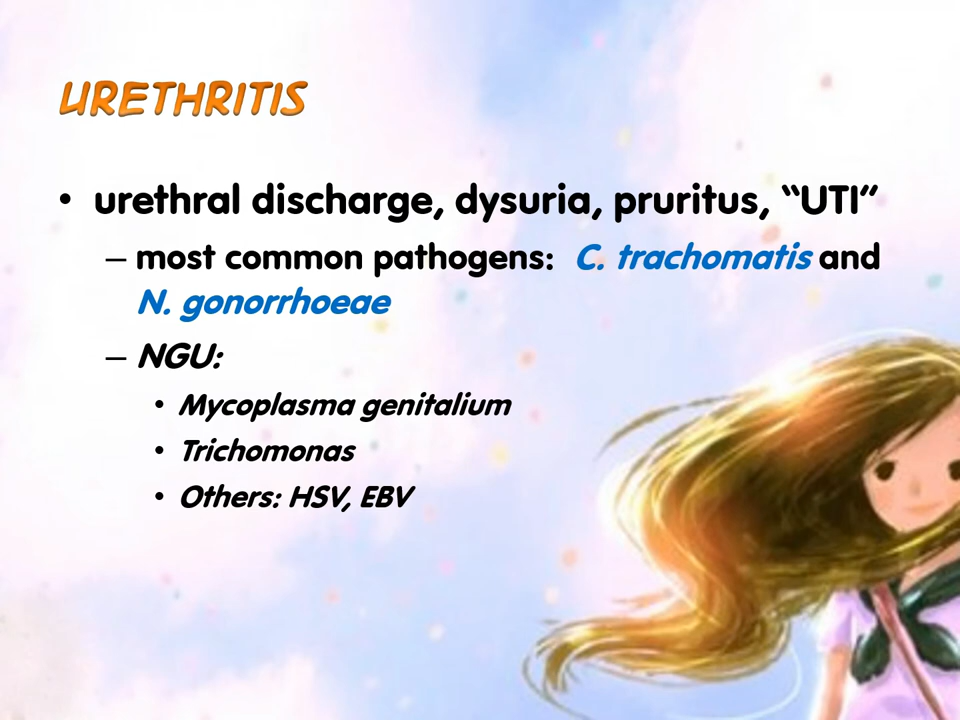 URETHRITIS
• urethral discharge, dysuria, pruritus, “UTI”
– most common pathogens: C. trachomatis and
N. gonorrhoeae
– NGU:
• Mycoplasma genitalium
• Trichomonas
• Others: HSV, EBV